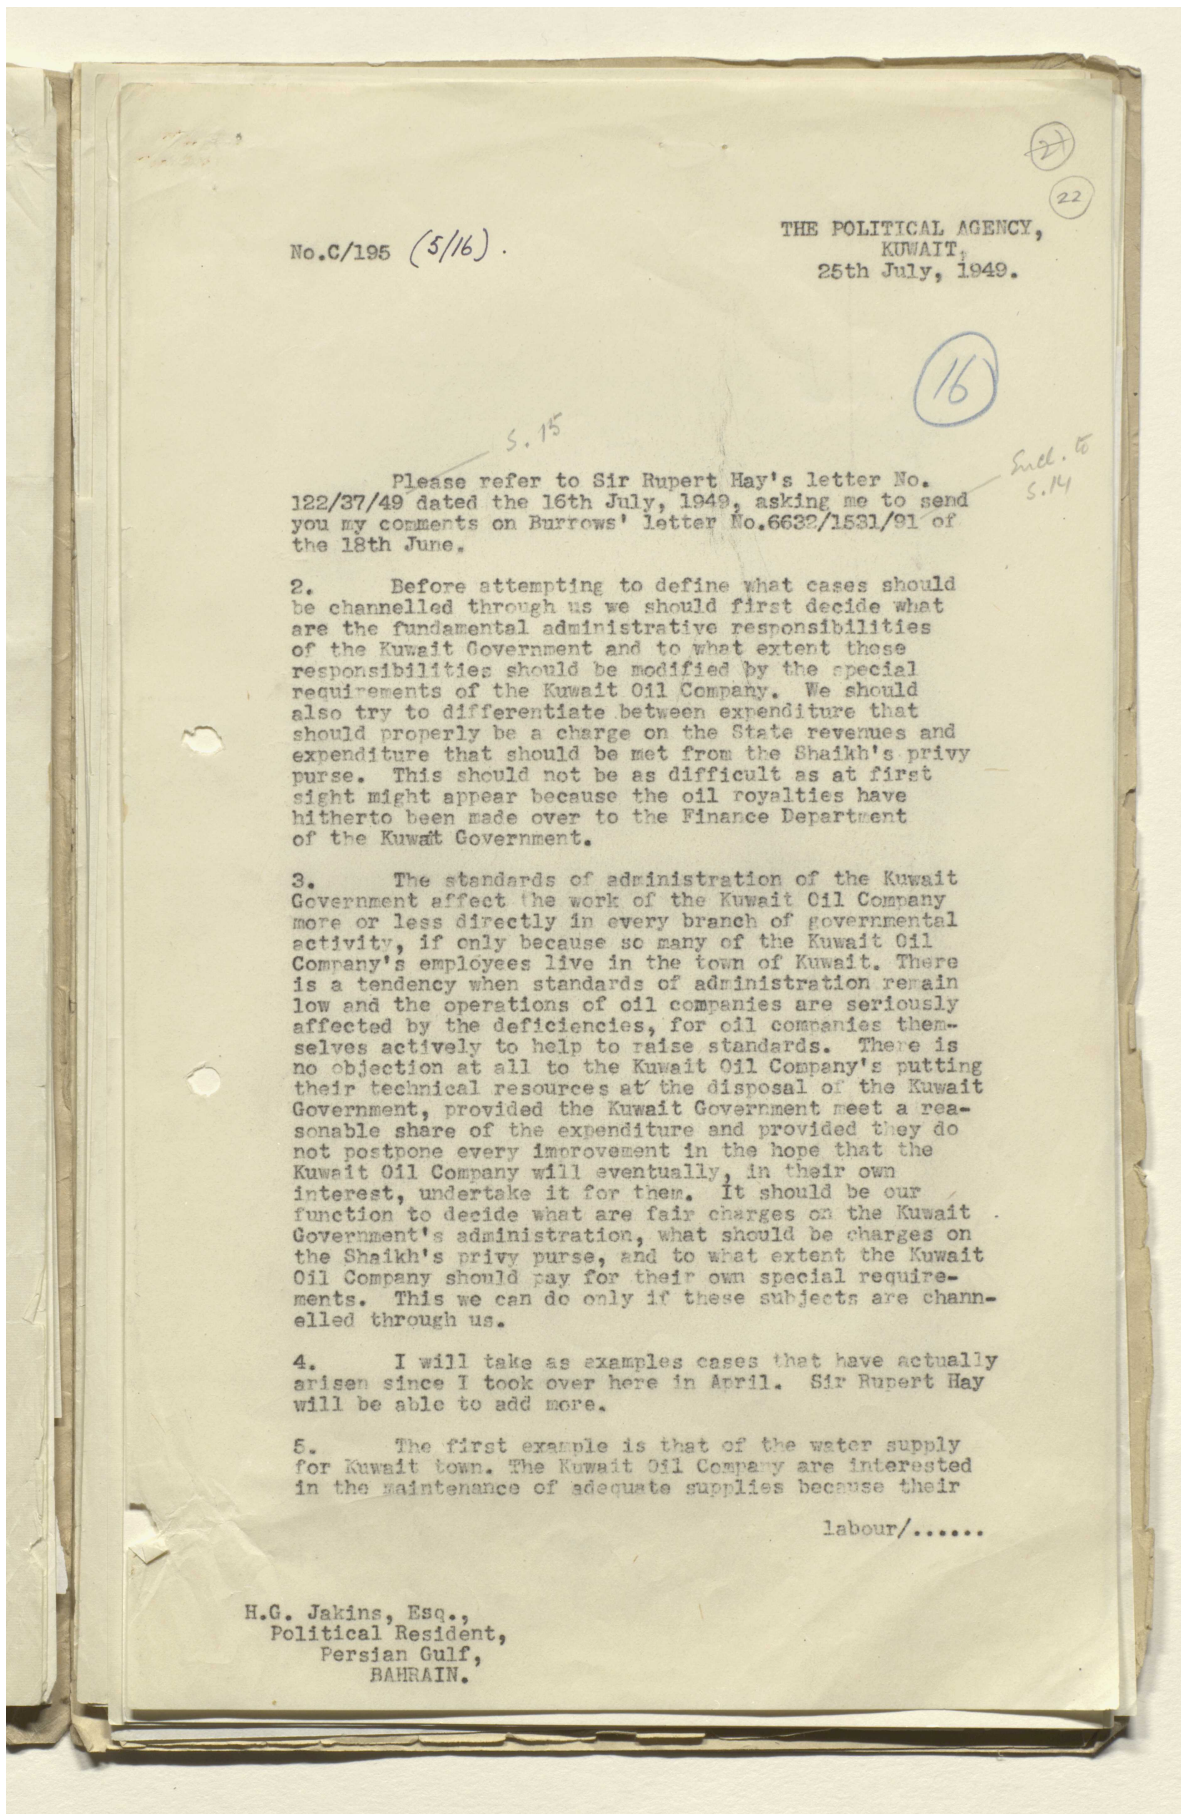 21
22
THE POLITICAL AGENCY,
KUWAIT,
25th July, 1949.
No.C/195 (5/16).
16
S. 15
Encl. to
S.14
Please refer to Sir Rupert Hay's letter No.
122/37/49 dated the 16th July, 1949, asking me to send
you my comments on Burrows' letter No.6632/1531/91 of
the 18th June.
2. Before attempting to define what cases should
be channelled through us we should first decide what
are the fundamental administrative responsibilities
of the Kuwait Government and to what extent those
responsibilities should be modified by the special
requirements of the Kuwait Oil Company. We should
also try to differentiate between expenditure that
should properly be a charge on the State revenues and
expenditure that should be met from the Shaikh's privy
purse. This should not be as difficult as at first
sight might appear because the oil royalties have
hitherto been made over to the Finance Department
of the Kuwait Government.
3. The standards of administration of the Kuwait
Government affect the work of the Kuwait Oil Company
more or less directly in every branch of governmental
activity, if only because so many of the Kuwait Oil
Company's employees live in the town of Kuwait. There
is a tendency when standards of administration remain
low and the operations of oil companies are seriously
affected by the deficiencies, for oil companies them-
selves actively to help to raise standards. There is
no objection at all to the Kuwait Oil Company's putting
their technical resources at the disposal of the Kuwait
Government, provided the Kuwait Government meet a rea-
sonable share of the expenditure and provided they do
not postpone every improvement in the hope that the
Kuwait Oil Company will eventually, in their own
interest, undertake it for them. It should be our
function to decide what are fair charges on the Kuwait
Government's administration, what should be charges on
the Shaikh's privy purse, and to what extent the Kuwait
Oil Company should pay for their own special require-
ments. This we can do only if these subjects are chann-
elled through us.
4. I will take as examples cases that have actually
arisen since I took over here in April. Sir Rupert Hay
will be able to add more.
5. The first example is that of the water supply
for Kuwait town. The Kuwait Oil Company are interested
in the maintenance of adequate supplies because their
labour/......
H.G. Jakins, Esq.,
Political Resident,
Persian Gulf,
BAHRAIN.